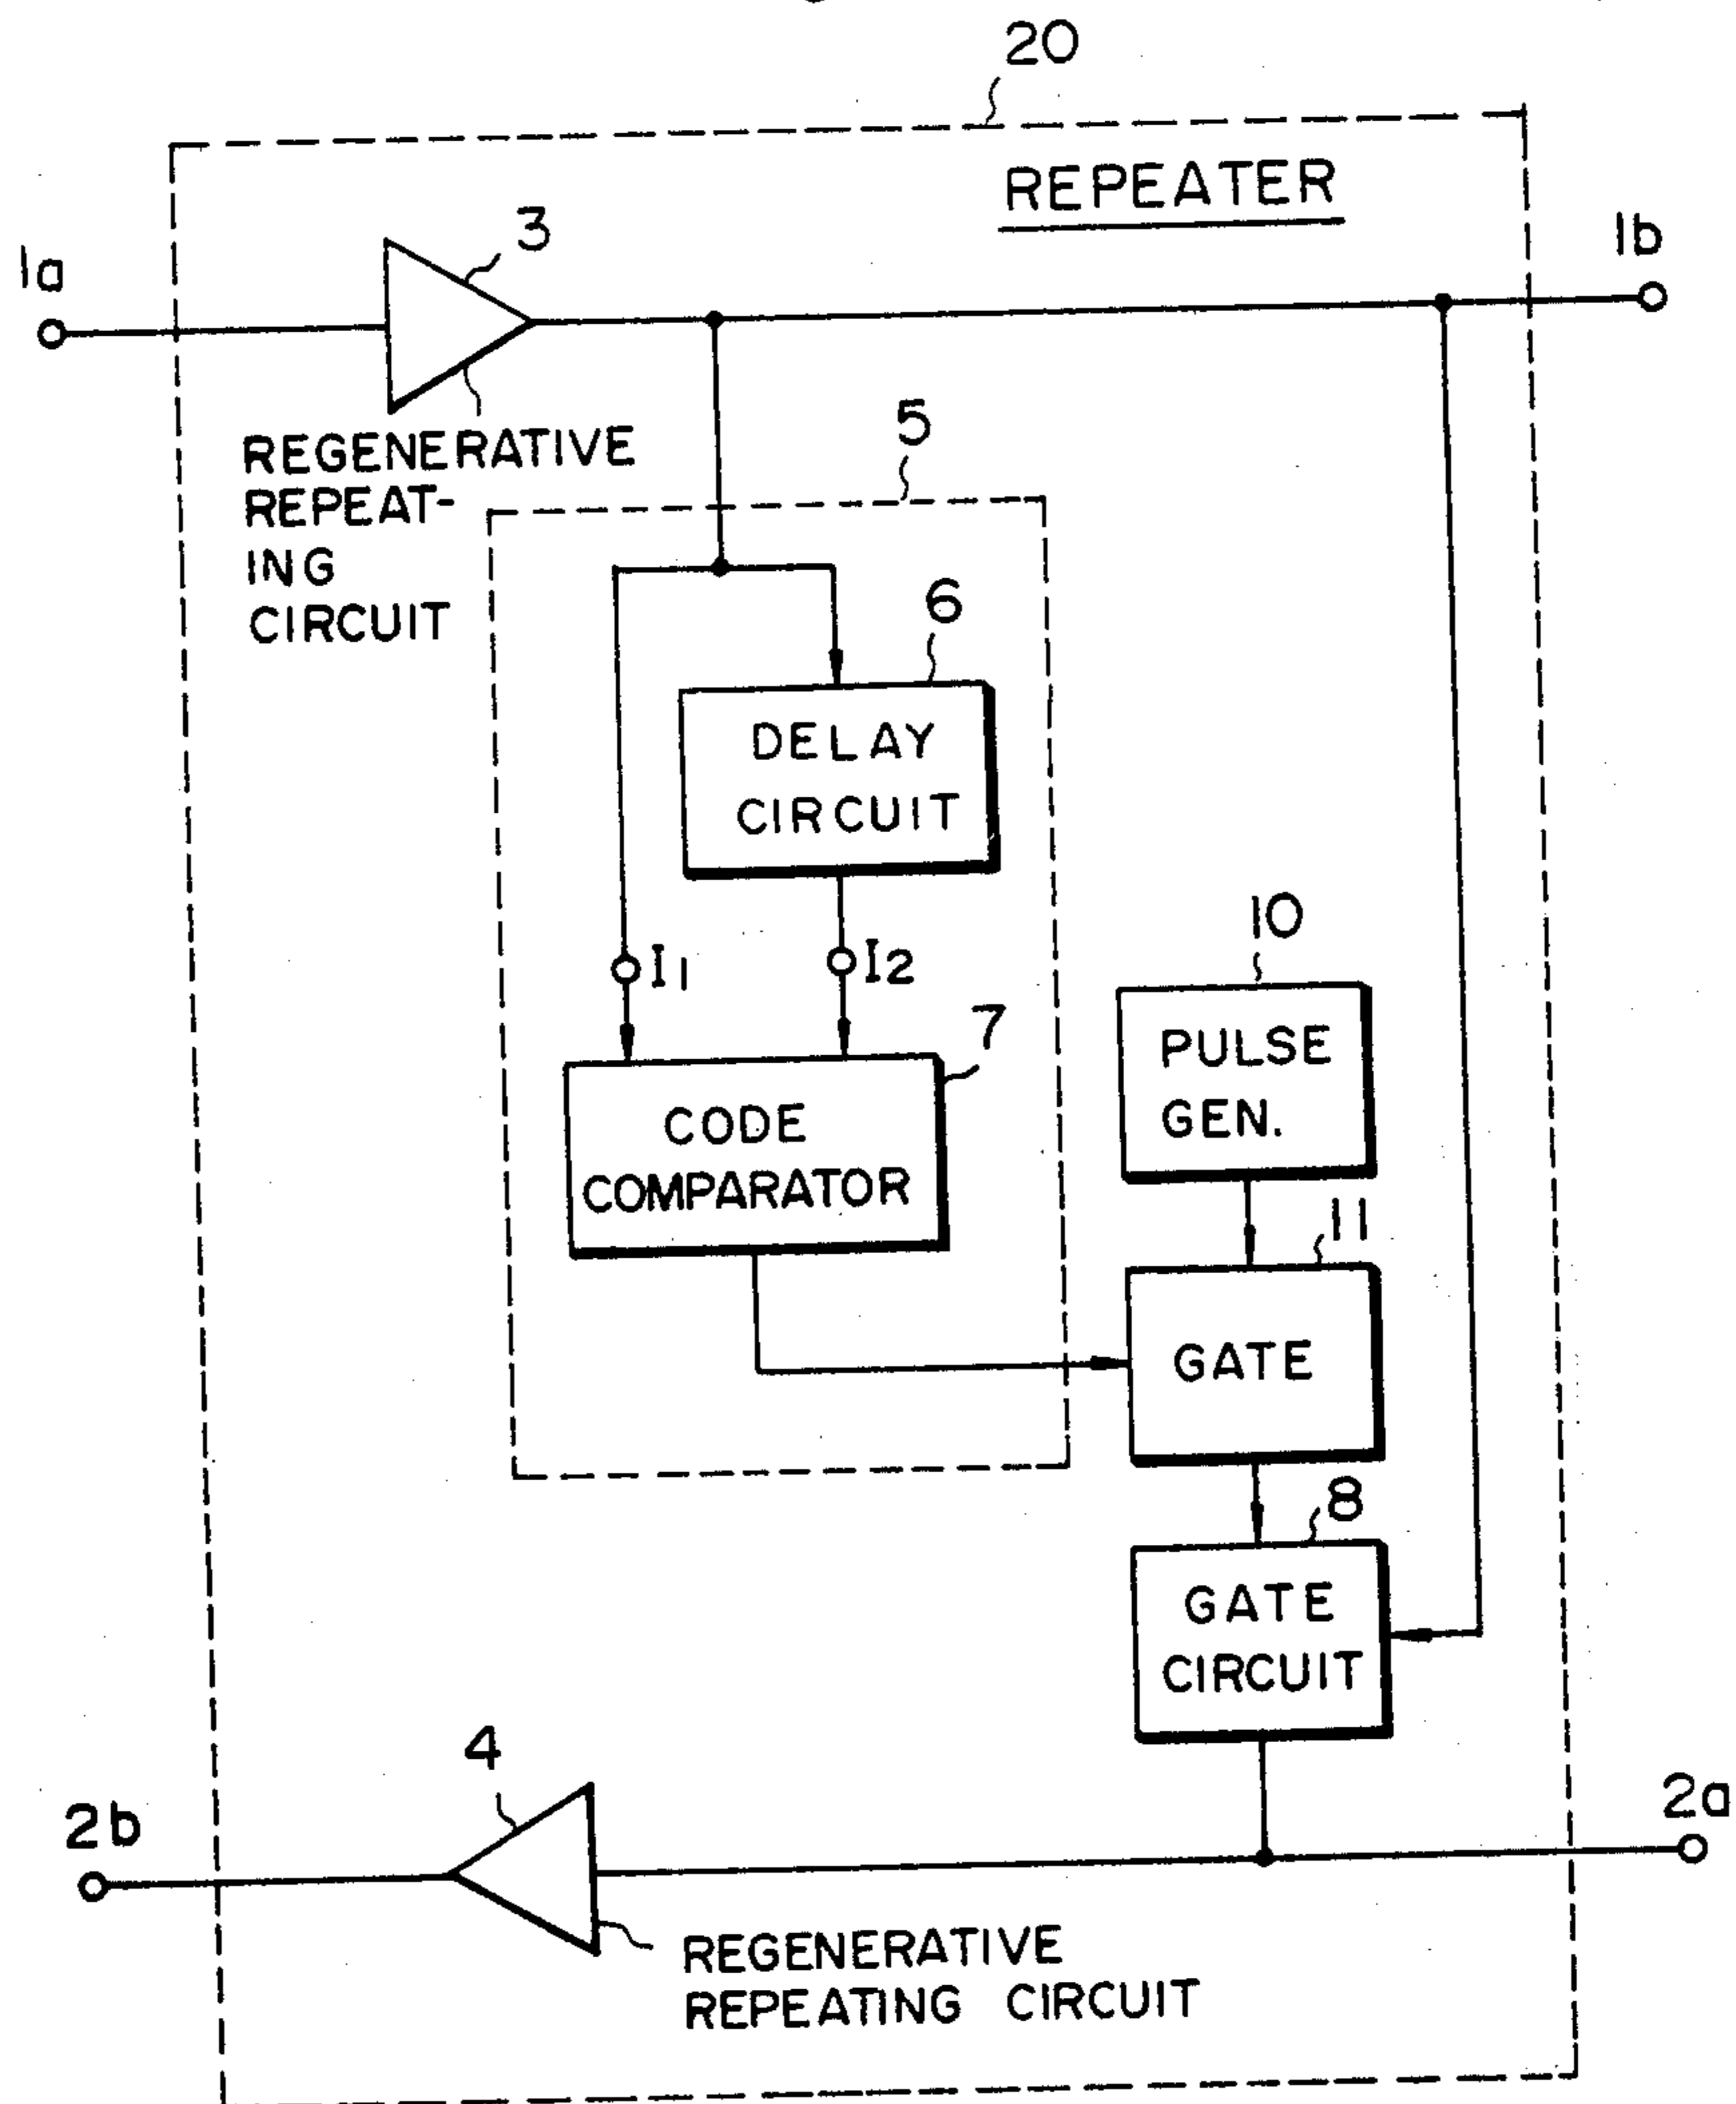 20
REPEATER
1a
3
1b
REGENERATIVE
REPEAT-
ING
CIRCUIT
5
6
DELAY
CIRCUIT
I1
I2
7
CODE
COMPARATOR
10
PULSE
GEN.
11
GATE
8
GATE
CIRCUIT
4
2b
2a
REGENERATIVE
REPEATING CIRCUIT